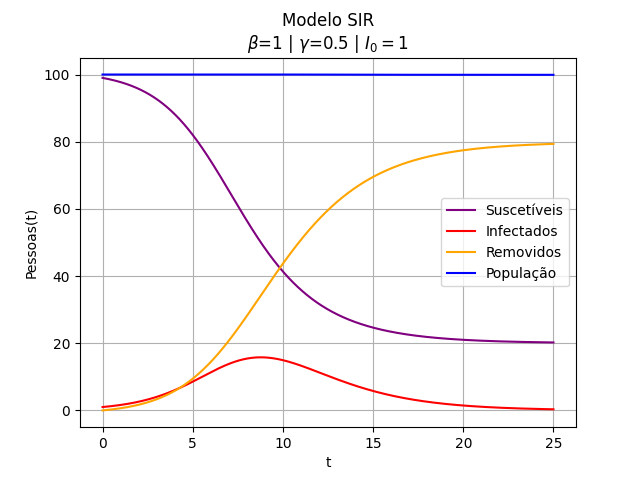 Modelo SIR
β=1 | γ=0.5 | I₀ = 1
100
80
60
40
20
0
Pessoas(t)
Suscetíveis
Infectados
Removidos
População
0 5 10 15 20 25
t